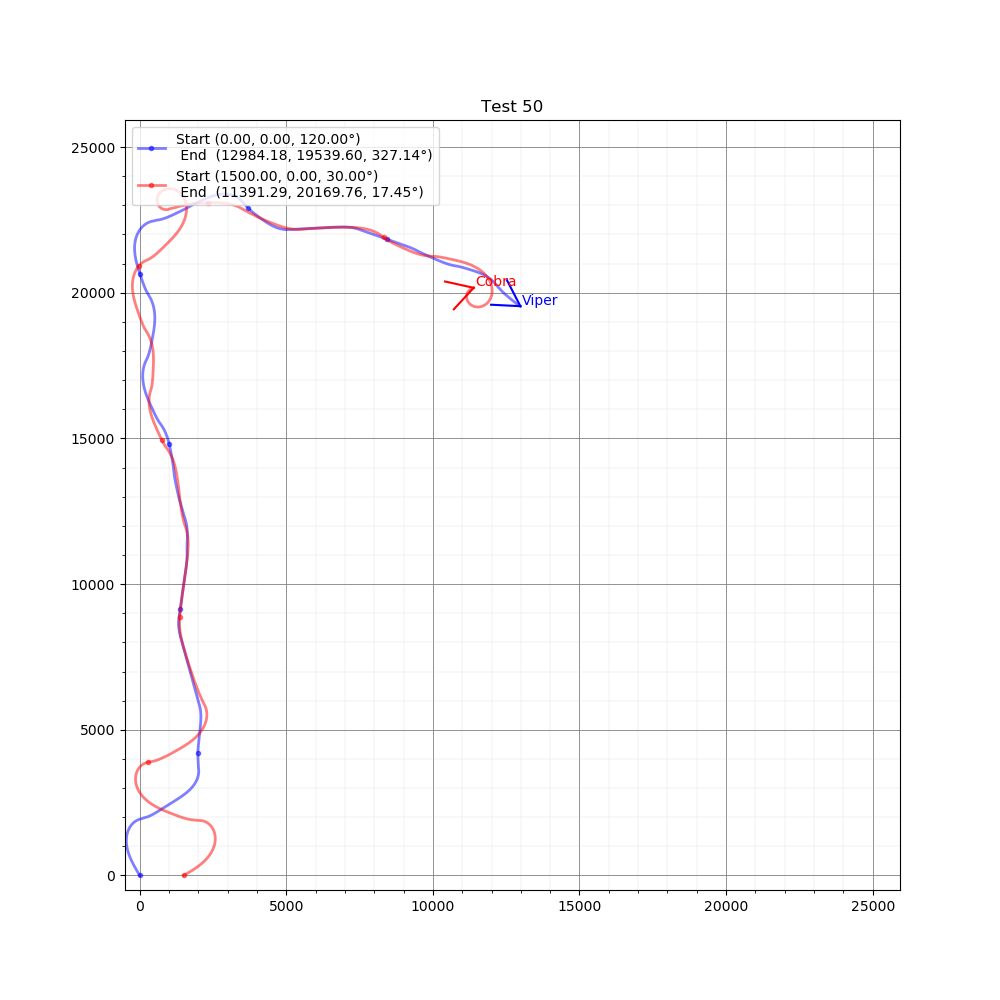 Test 50
Start (0.00, 0.00, 120.00°)
End (12984.18, 19539.60, 327.14°)
Start (1500.00, 0.00, 30.00°)
End (11391.29, 20169.76, 17.45°)
25000
20000
15000
10000
5000
0
Cobra
Viper
0 5000 10000 15000 20000 25000